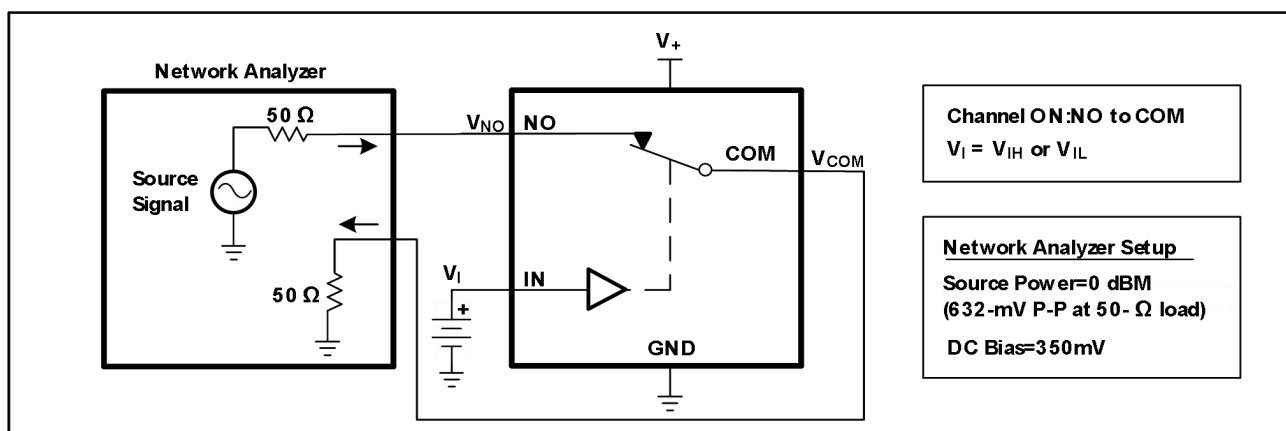 V+
Network Analyzer
50 Ω
Source
Signal
50 Ω
VNO
NO
COM
VCOM
VI
IN
+
GND
Channel ON:NO to COM
VI = VIH or VIL
Network Analyzer Setup
Source Power=0 dBM
(632-mV P-P at 50- Ω load)
DC Bias=350mV